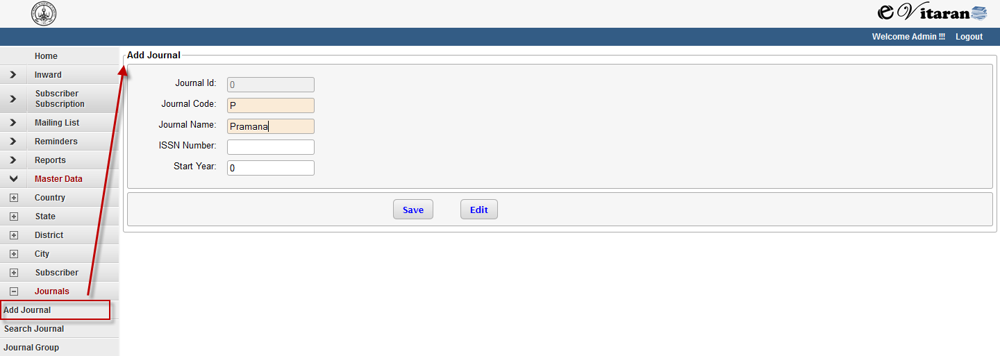 e Vitaran
Welcome Admin !!! Logout
Home
Inward
Subscriber
Subscription
Mailing List
Reminders
Reports
Master Data
Country
State
District
City
Subscriber
Journals
Add Journal
Search Journal
Journal Group
Add Journal
Journal Id: 0
Journal Code: P
Journal Name: Pramana
ISSN Number:
Start Year: 0
Save Edit